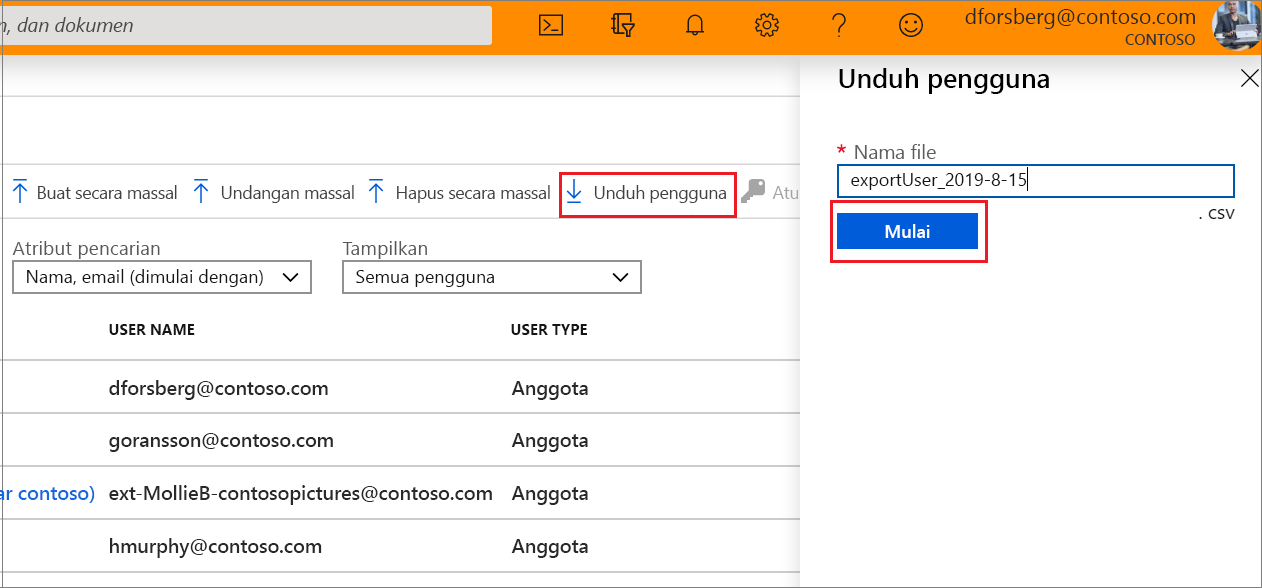 , dan dokumen
dforsberg@contoso.com
CONTOSO
Unduh pengguna
* Nama file
exportUser_2019-8-15
. csv
Mulai
Buat secara massal Undangan massal Hapus secara massal Unduh pengguna Atu
Atribut pencarian Tampilkan
Nama, email (dimulai dengan) Semua pengguna
USER NAME USER TYPE
dforsberg@contoso.com Anggota
goransson@contoso.com Anggota
ar contoso) ext-MollieB-contosopictures@contoso.com Anggota
hmurphy@contoso.com Anggota